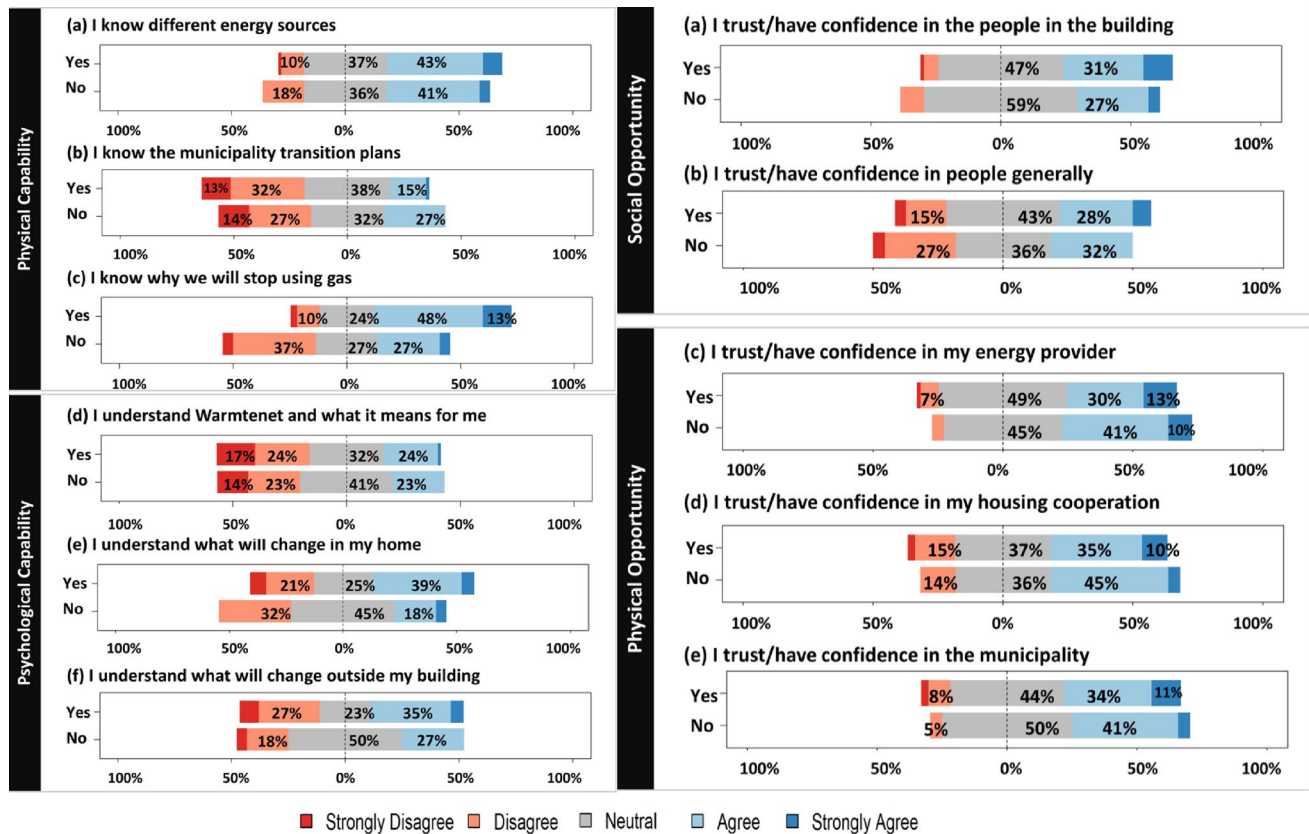 Physical Capability
(a) I know different energy sources
Yes 10% 37% 43%
No 18% 36% 41%
100% 50% 0% 50% 100%
(b) I know the municipality transition plans
Yes 13% 32% 38% 15%
No 14% 27% 32% 27%
100% 50% 0% 50% 100%
(c) I know why we will stop using gas
Yes 10% 24% 48% 13%
No 37% 27% 27%
100% 50% 0% 50% 100%
Psychological Capability
(d) I understand Warmtenet and what it means for me
Yes 17% 24% 32% 24%
No 14% 23% 41% 23%
100% 50% 0% 50% 100%
(e) I understand what will change in my home
Yes 21% 25% 39%
No 32% 45% 18%
100% 50% 0% 50% 100%
(f) I understand what will change outside my building
Yes 27% 23% 35%
No 18% 50% 27%
100% 50% 0% 50% 100%
Social Opportunity
(a) I trust/have confidence in the people in the building
Yes 47% 31%
No 59% 27%
100% 50% 0% 50% 100%
(b) I trust/have confidence in people generally
Yes 15% 43% 28%
No 27% 36% 32%
100% 50% 0% 50% 100%
Physical Opportunity
(c) I trust/have confidence in my energy provider
Yes 7% 49% 30% 13%
No 45% 41% 10%
100% 50% 0% 50% 100%
(d) I trust/have confidence in my housing cooperation
Yes 15% 37% 35% 10%
No 14% 36% 45%
100% 50% 0% 50% 100%
(e) I trust/have confidence in the municipality
Yes 8% 44% 34% 11%
No 5% 50% 41%
100% 50% 0% 50% 100%
Strongly Disagree Disagree Neutral Agree Strongly Agree